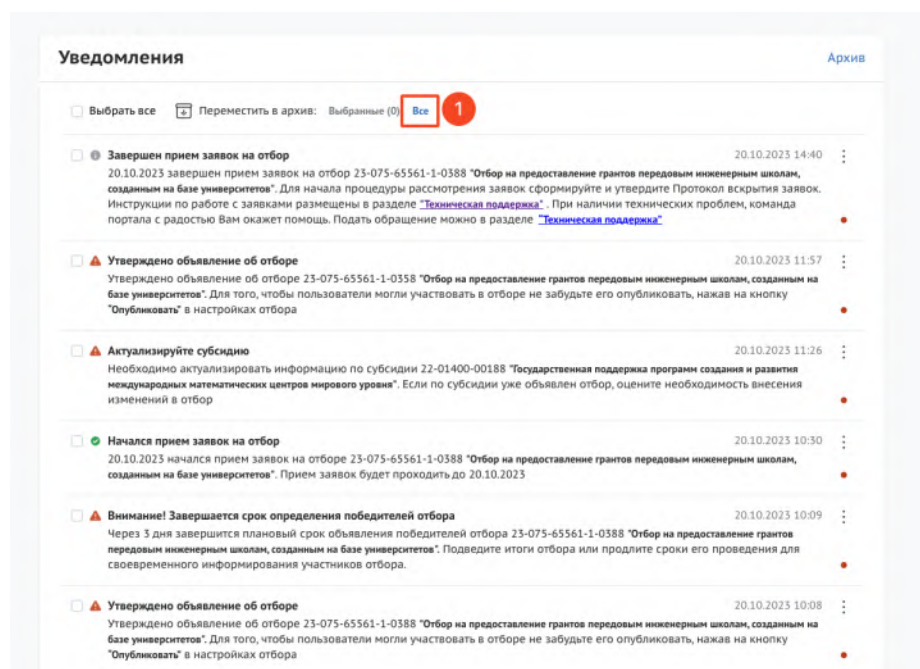 Уведомления
Архив
Выбрать все Переместить в архив: Выбранные (0) Все 1
Завершен прием заявок на отбор 20.10.2023 14:40
20.10.2023 завершен прием заявок на отбор 23-075-65561-1-0388 "Отбор на предоставление грантов передовым инженерным школам,
созданным на базе университетов". Для начала процедуры рассмотрения заявок сформируйте и утвердите Протокол вскрытия заявок.
Инструкции по работе с заявками размещены в разделе "Техническая поддержка" . При наличии технических проблем, команда
портала с радостью Вам окажет помощь. Подать обращение можно в разделе "Техническая поддержка"
Утверждено объявление об отборе 20.10.2023 11:57
Утверждено объявление об отборе 23-075-65561-1-0358 "Отбор на предоставление грантов передовым инженерным школам, созданным на
базе университетов". Для того, чтобы пользователи могли участвовать в отборе не забудьте его опубликовать, нажав на кнопку
"Опубликовать" в настройках отбора
Актуализируйте субсидию 20.10.2023 11:26
Необходимо актуализировать информацию по субсидии 22-01400-00188 "Государственная поддержка программ создания и развития
международных математических центров мирового уровня". Если по субсидии уже объявлен отбор, оцените необходимость внесения
изменений в отбор
Начался прием заявок на отбор 20.10.2023 10:30
20.10.2023 начался прием заявок на отборе 23-075-65561-1-0388 "Отбор на предоставление грантов передовым инженерным школам,
созданным на базе университетов". Прием заявок будет проходить до 20.10.2023
Внимание! Завершается срок определения победителей отбора 20.10.2023 10:09
Через 3 дня завершится плановый срок объявления победителей отбора 23-075-65561-1-0388 "Отбор на предоставление грантов
передовым инженерным школам, созданным на базе университетов". Подведите итоги отбора или продлите сроки его проведения для
своевременного информирования участников отбора.
Утверждено объявление об отборе 20.10.2023 10:08
Утверждено объявление об отборе 23-075-65561-1-0388 "Отбор на предоставление грантов передовым инженерным школам, созданным на
базе университетов". Для того, чтобы пользователи могли участвовать в отборе не забудьте его опубликовать, нажав на кнопку
"Опубликовать" в настройках отбора